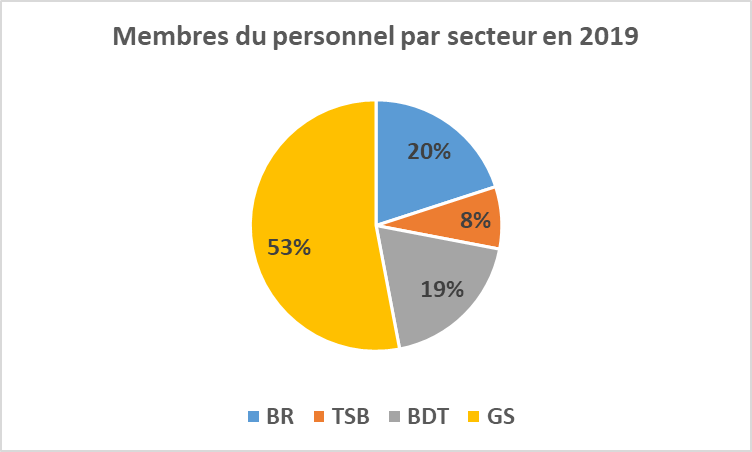 Membres du personnel par secteur en 2019
20%
8%
19%
53%
BR TSB BDT GS